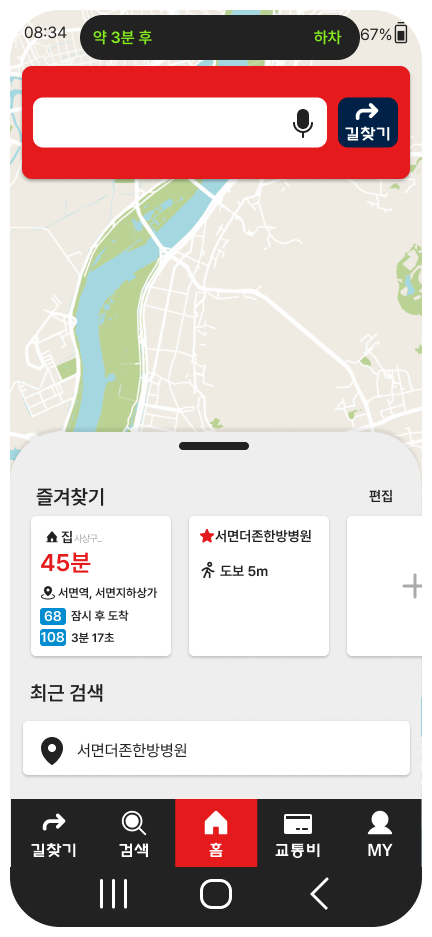 08:34
약 3분 후 하차
67%
길찾기
즐겨찾기 편집
집 사상구...
45분
서면역, 서면지하상가
68 잠시 후 도착
108 3분 17초
서면더존한방병원
도보 5m
최근 검색
서면더존한방병원
길찾기 검색 홈 교통비 MY